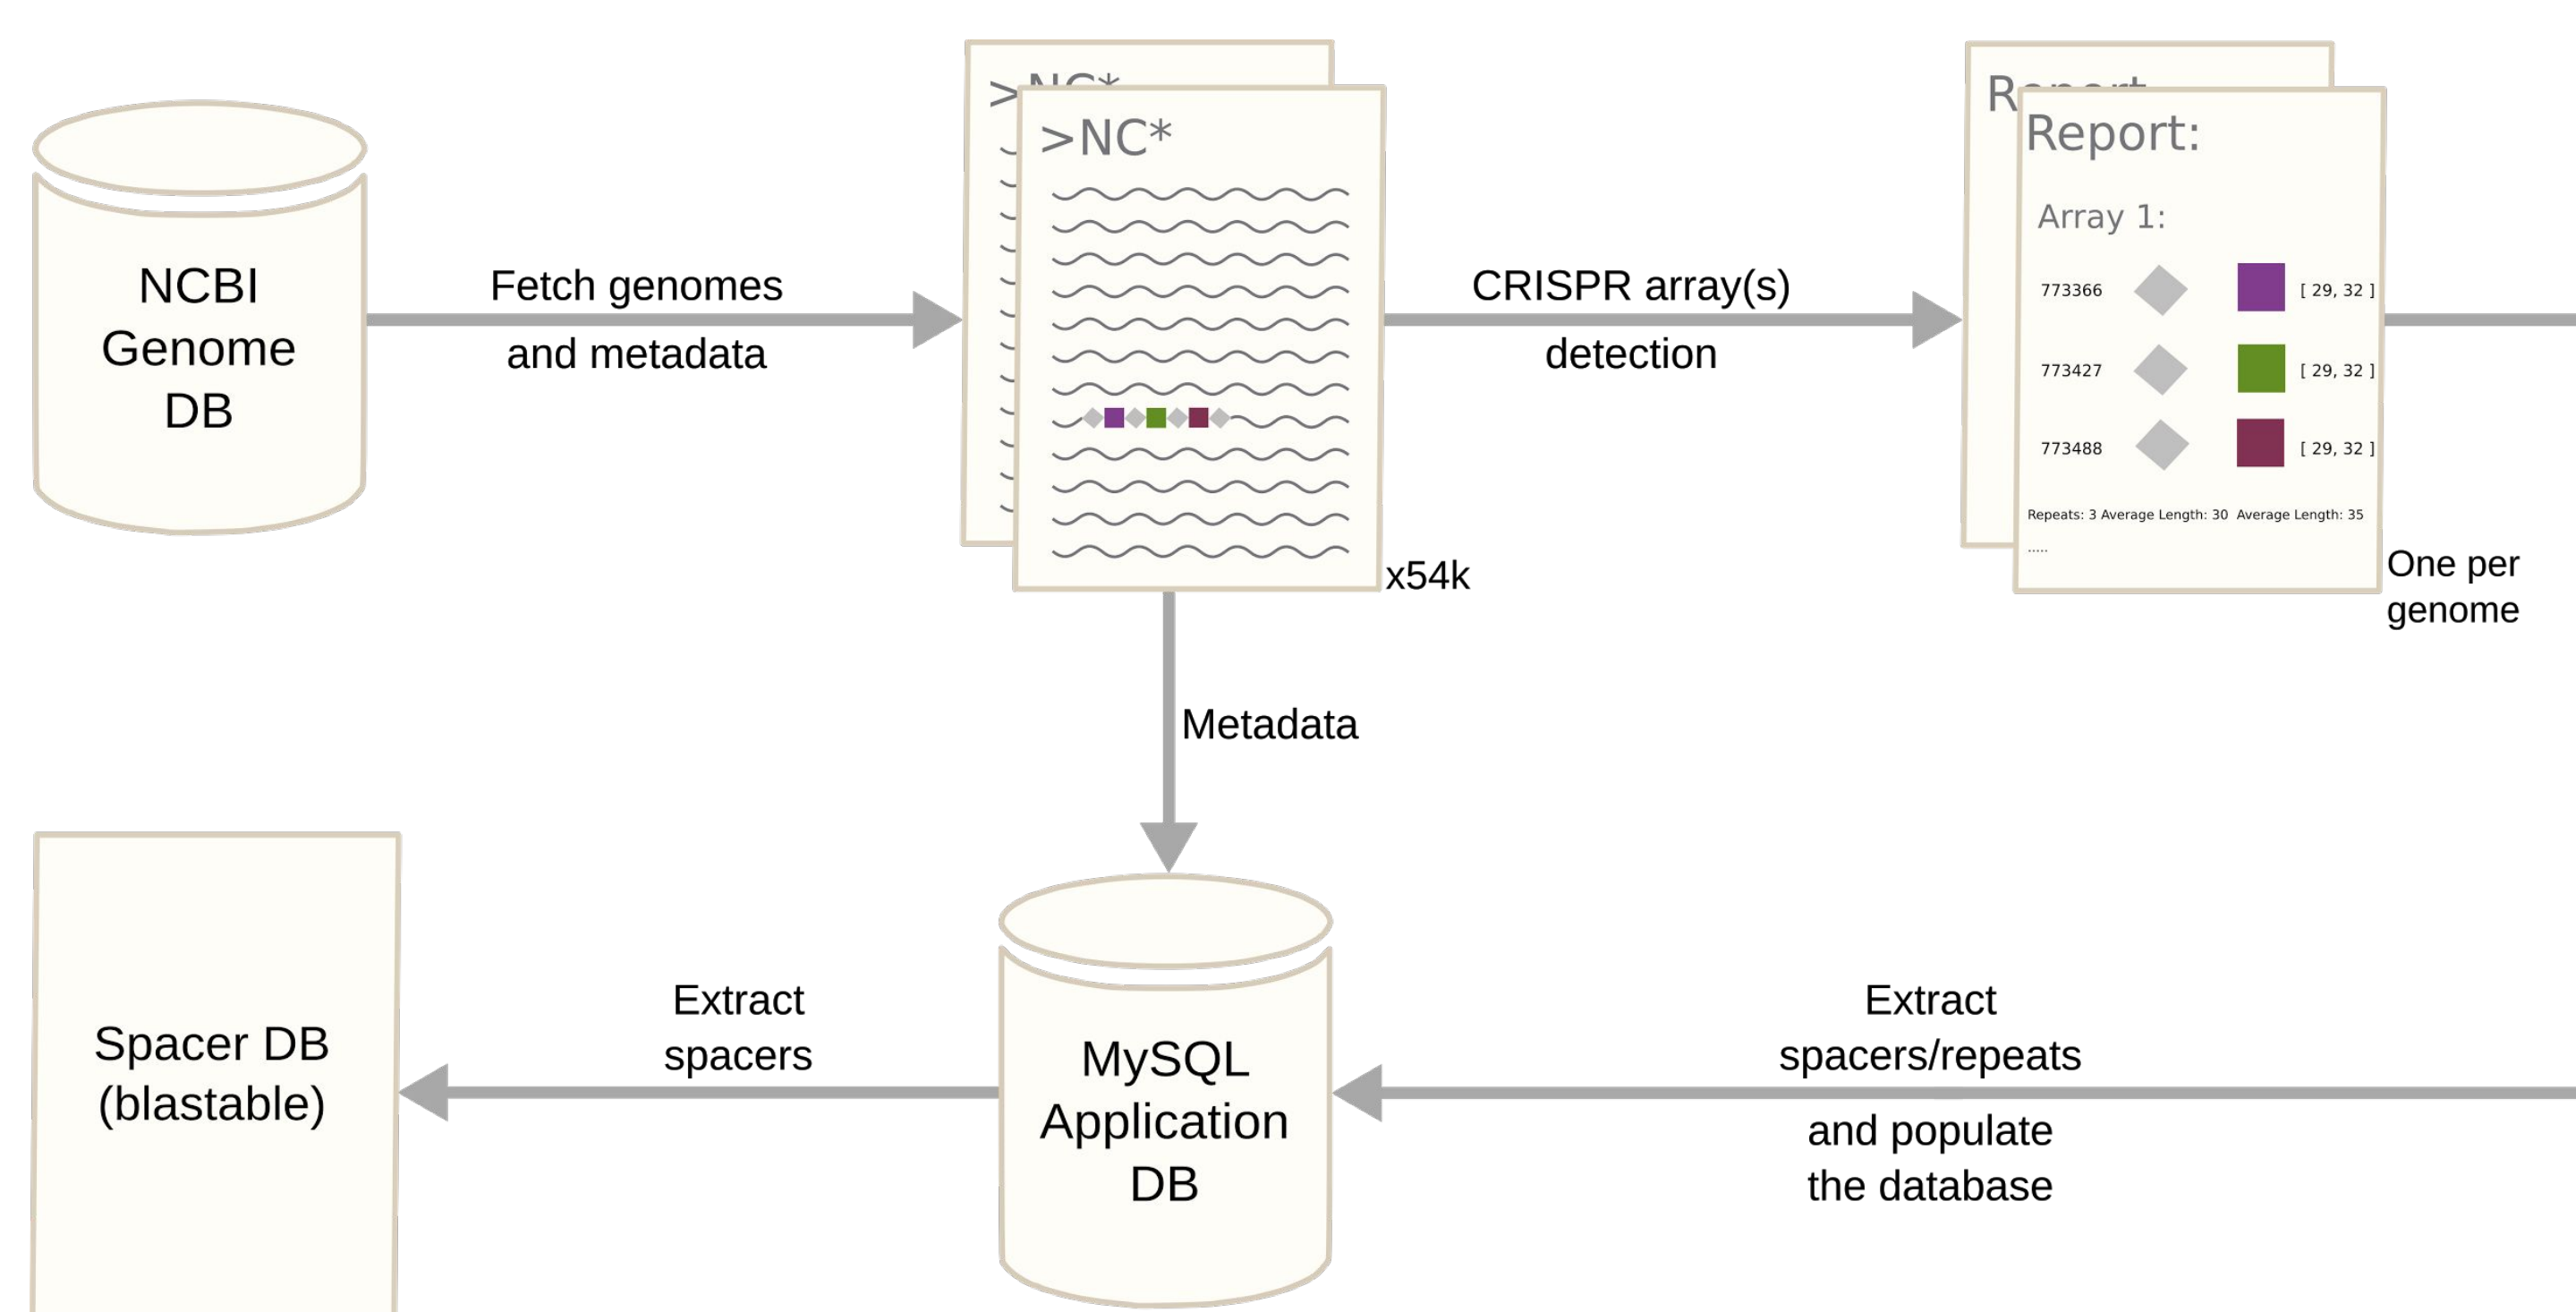 NCBI
Genome
DB
Fetch genomes
and metadata
>NC*
>NC*
x54k
CRISPR array(s)
detection
Report
Report:
Array 1:
773366 [ 29, 32 ]
773427 [ 29, 32 ]
773488 [ 29, 32 ]
Repeats: 3 Average Length: 30 Average Length: 35
.....
One per
genome
Metadata
Spacer DB
(blastable)
Extract
spacers
MySQL
Application
DB
Extract
spacers/repeats
and populate
the database